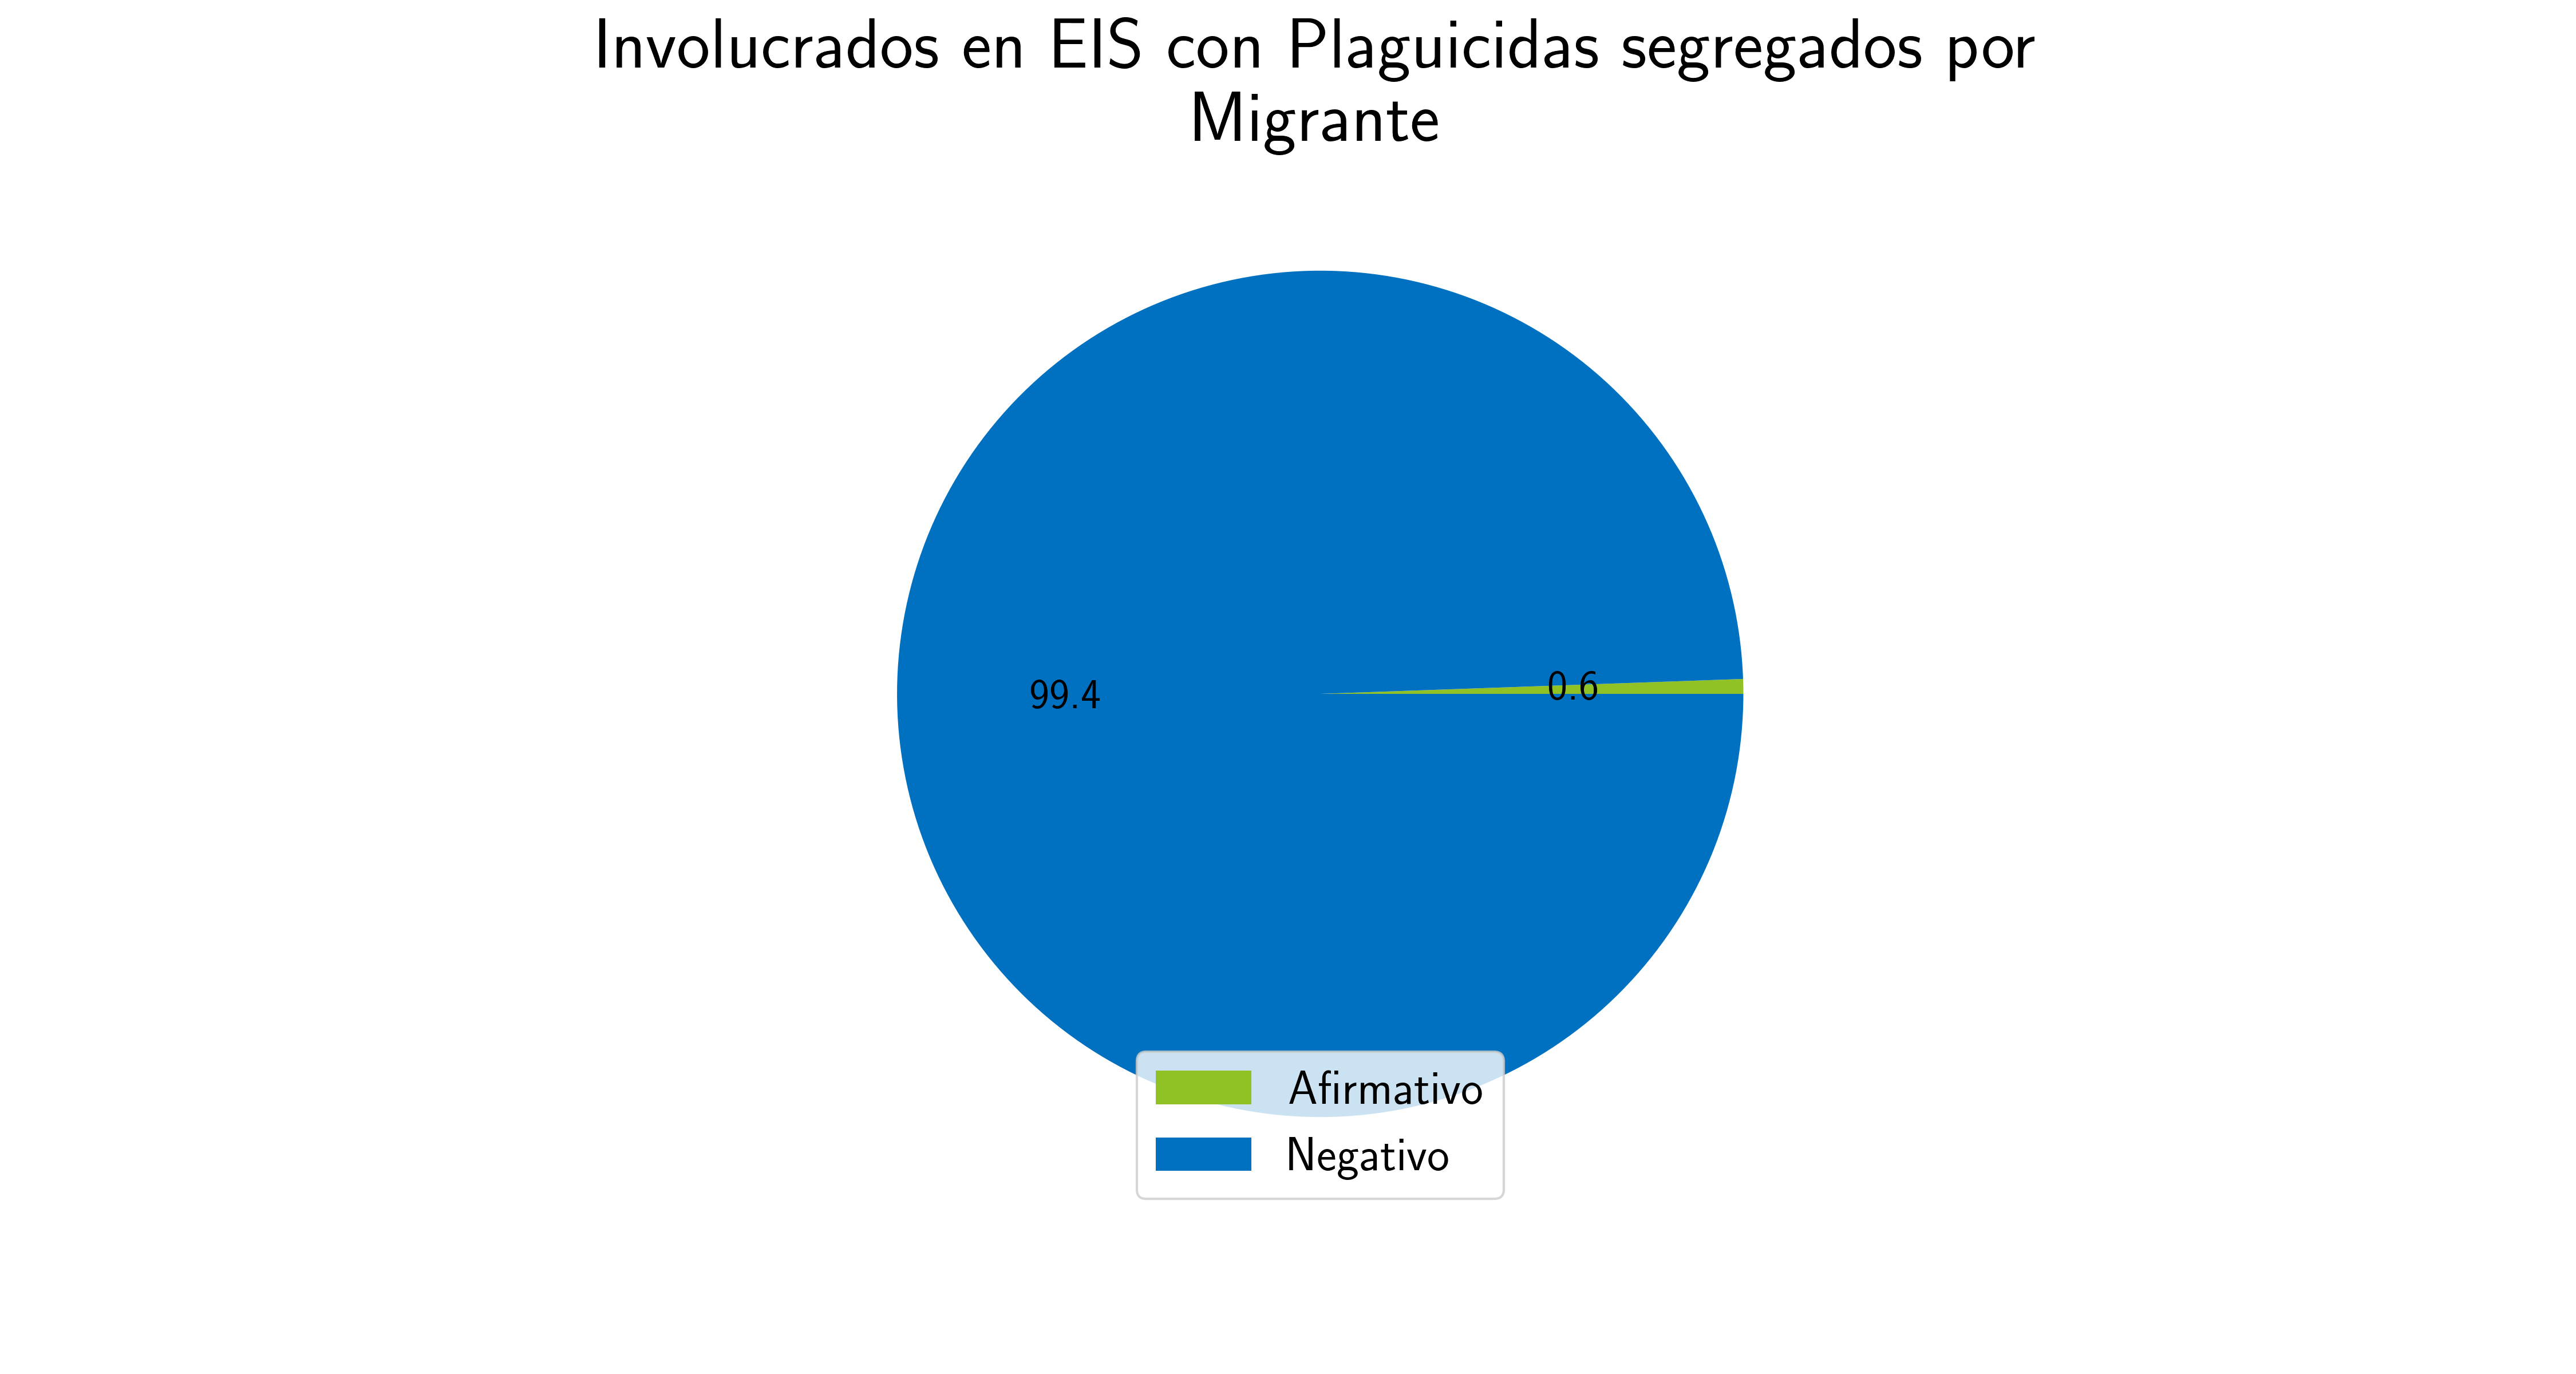 Involucrados en EIS con Plaguicidas segregados por
Migrante
99.4
0.6
Afirmativo
Negativo